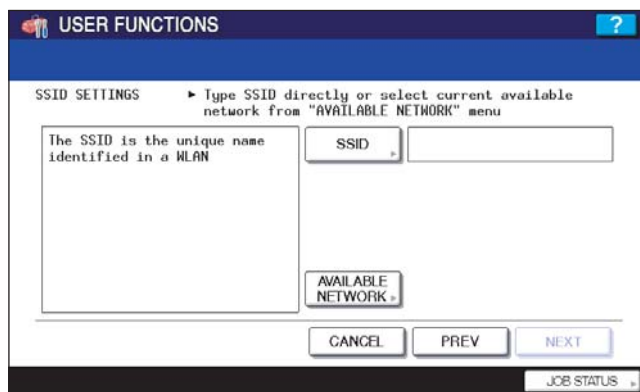 USER FUNCTIONS
?
SSID SETTINGS ► Type SSID directly or select current available
network from "AVAILABLE NETWORK" menu
The SSID is the unique name
identified in a WLAN
SSID
AVAILABLE
NETWORK
CANCEL PREV NEXT
JOB STATUS